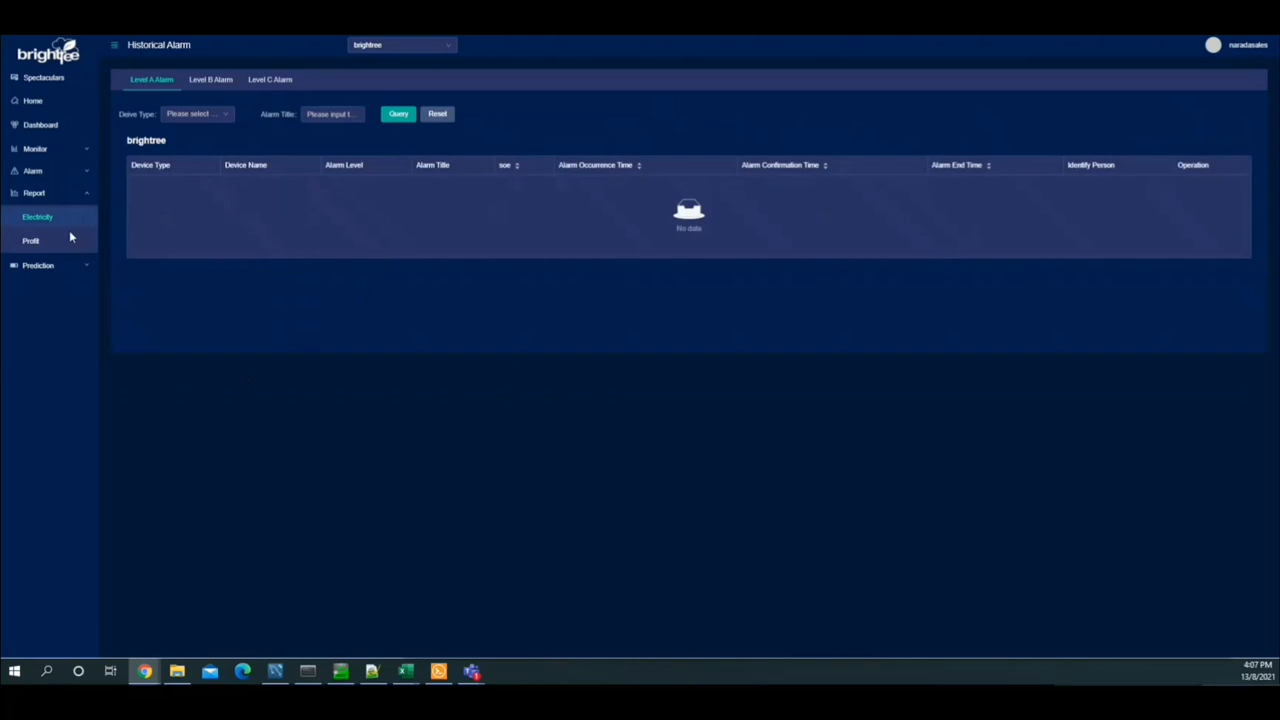 brightree
Historical Alarm
brightree
naradasales
Spectaculars
Home
Dashboard
Monitor
Alarm
Report
Electricity
Profit
Prediction
Level A Alarm
Level B Alarm
Level C Alarm
Deive Type:
Please select ...
Alarm Title:
Please input t...
Query
Reset
brightree
Device Type
Device Name
Alarm Level
Alarm Title
soe
Alarm Occurrence Time
Alarm Confirmation Time
Alarm End Time
Identify Person
Operation
No data
4:07 PM
13/8/2021